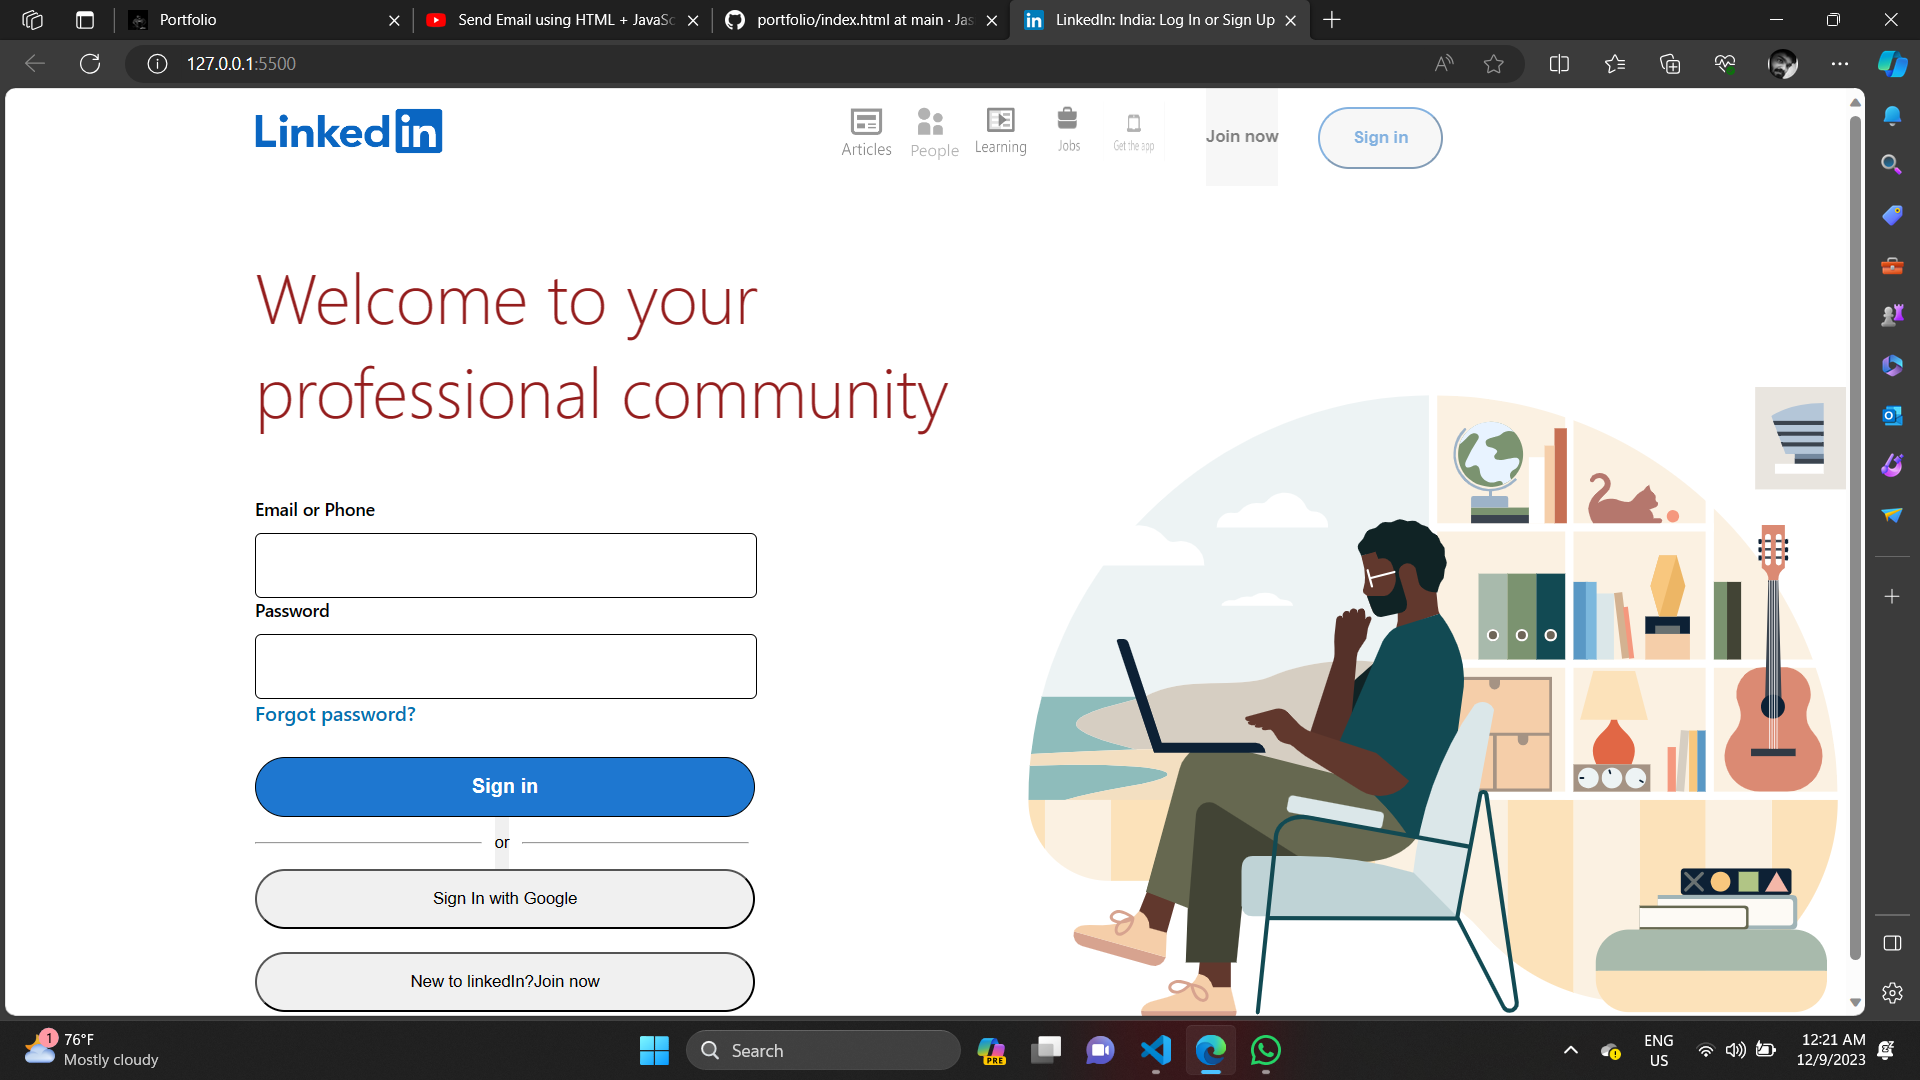 Portfolio
Send Email using HTML + JavaSc
portfolio/index.html at main · Jas
in LinkedIn: India: Log In or Sign Up
127.0.0.1:5500
Linkedin
Articles
People
Learning
Jobs
Get the app
Join now
Sign in
Welcome to your
professional community
Email or Phone
Password
Forgot password?
Sign in
or
Sign In with Google
New to linkedIn?Join now
1
76°F
Mostly cloudy
Search
PRE
ENG
US
12:21 AM
12/9/2023